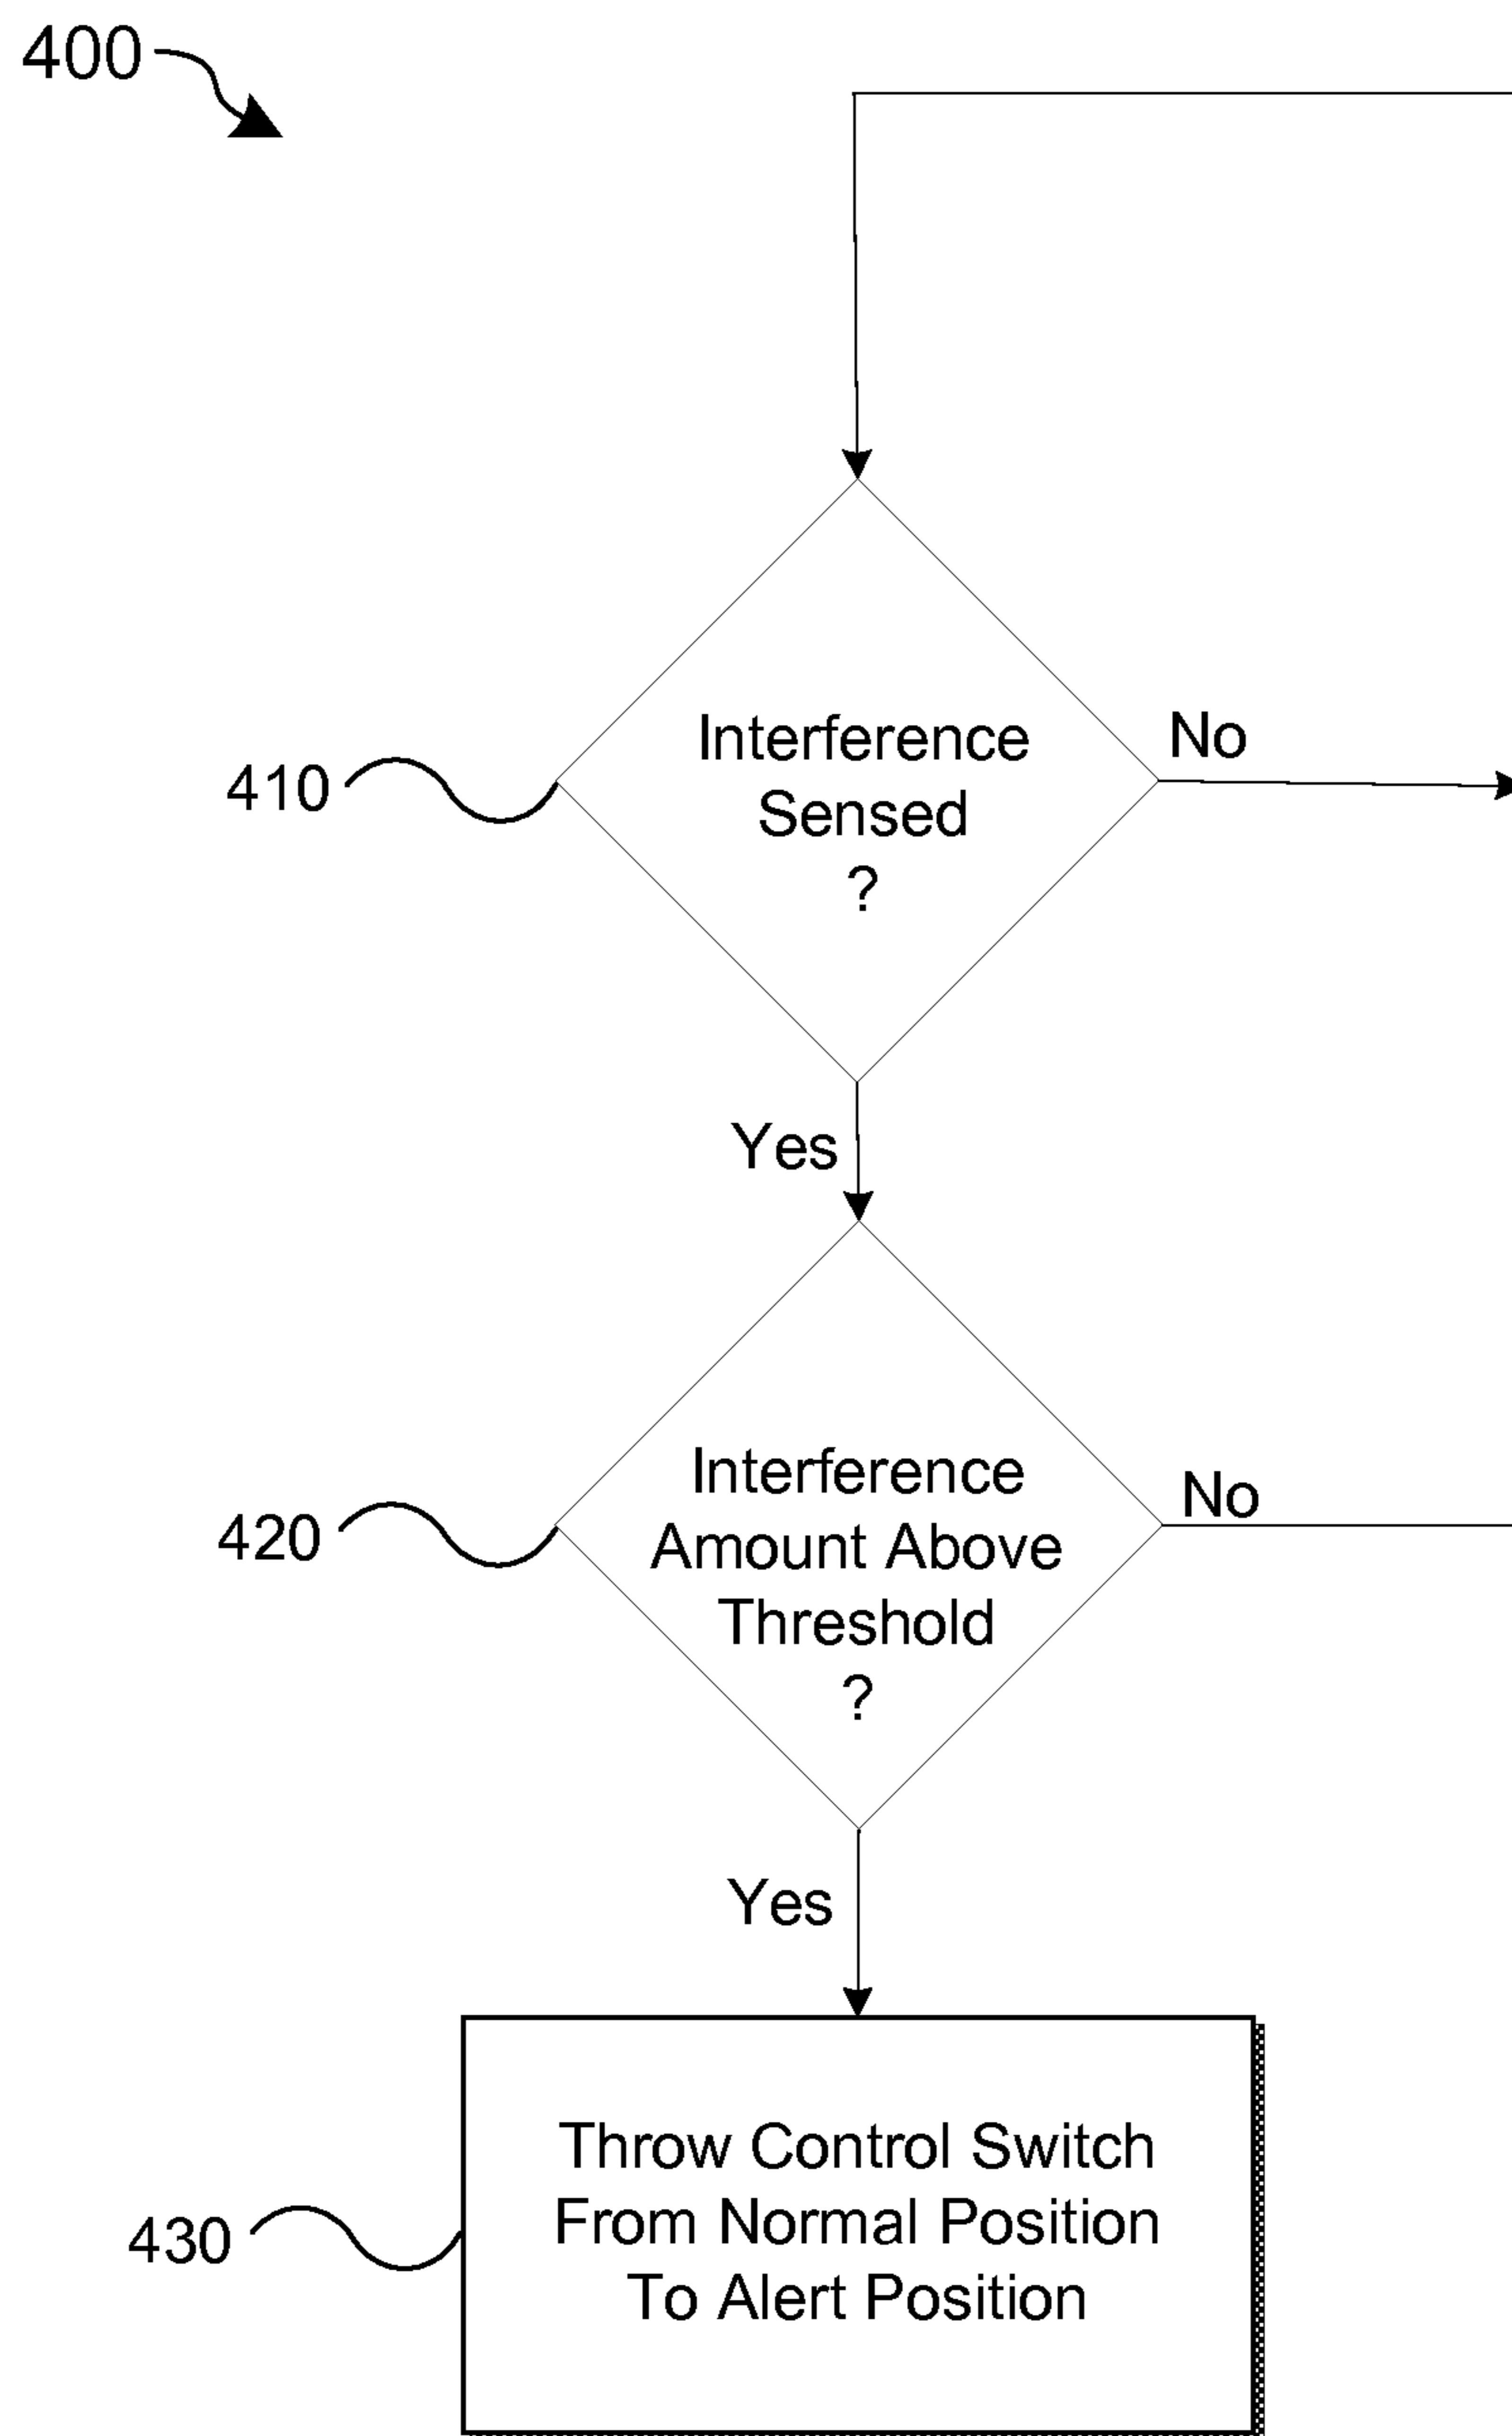 400
410
Interference
Sensed
?
No
Yes
420
Interference
Amount Above
Threshold
?
No
Yes
430
Throw Control Switch
From Normal Position
To Alert Position